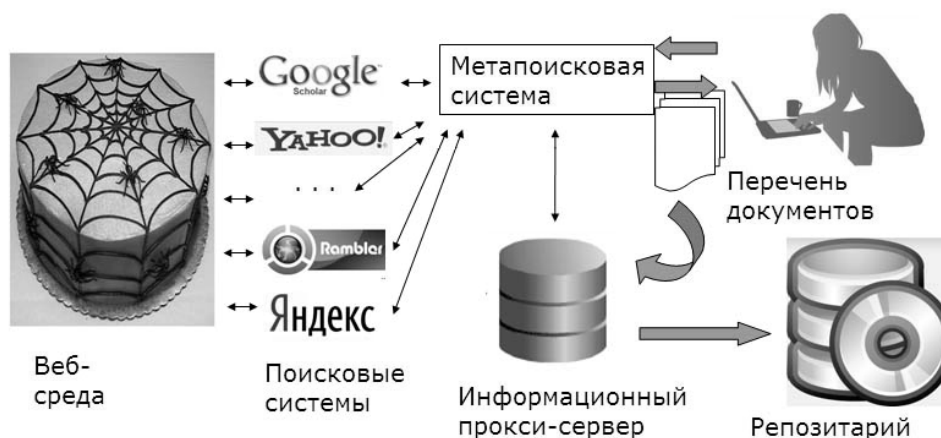 Google
Scholar
YAHOO!
. . .
Rambler
Яндекс
Веб-
среда
Поисковые
системы
Метапоисковая
система
Перечень
документов
Информационный
прокси-сервер
Репозитарий